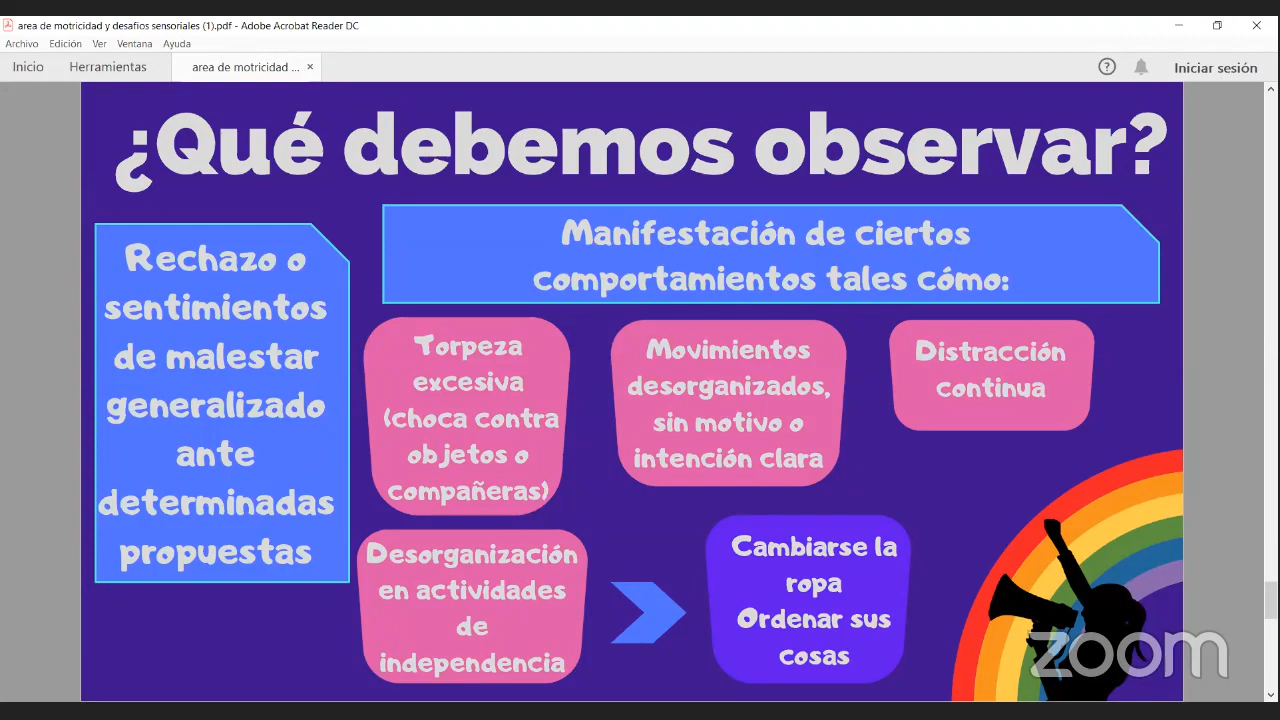 area de motricidad y desafios sensoriales (1).pdf - Adobe Acrobat Reader DC
Archivo Edición Ver Ventana Ayuda
Inicio Herramientas area de motricidad ... × Iniciar sesión
¿Qué debemos observar?
Rechazo o
sentimientos
de malestar
generalizado
ante
determinadas
propuestas
Manifestación de ciertos
comportamientos tales cómo:
Torpeza
excesiva
(choca contra
objetos o
compañeras)
Movimientos
desorganizados,
sin motivo o
intención clara
Distracción
continua
Desorganización
en actividades
de
independencia
Cambiarse la
ropa
Ordenar sus
cosas
zoom